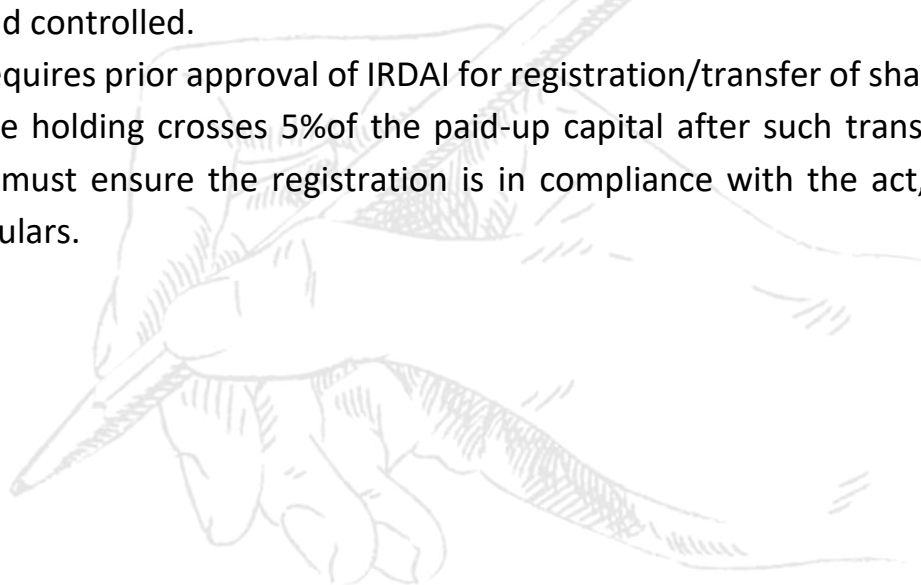 d controlled.
equires prior approval of IRDAI for registration/transfer of sha
e holding crosses 5%of the paid-up capital after such trans
must ensure the registration is in compliance with the act,
ulars.